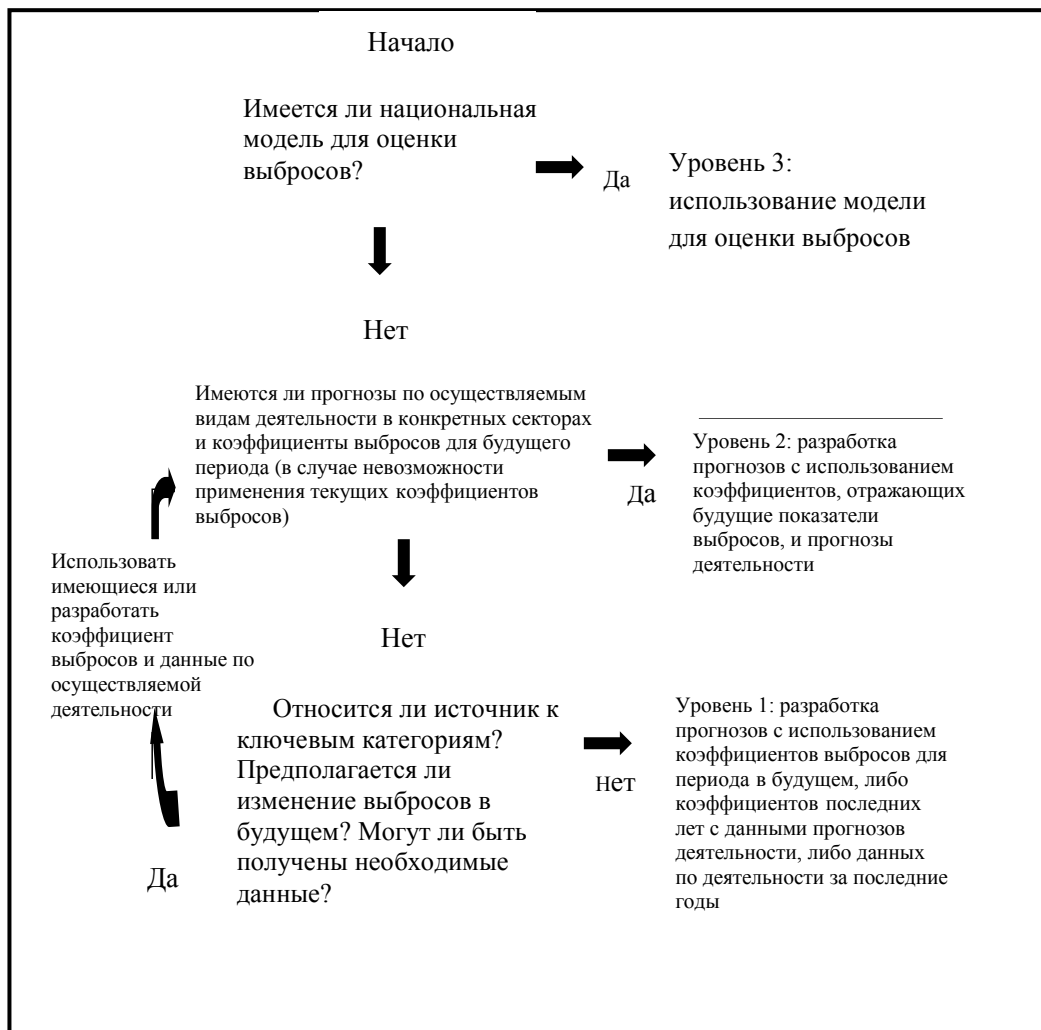 Начало
Имеется ли национальная
модель для оценки
выбросов?
Да
Уровень 3:
использование модели
для оценки выбросов
Нет
Имеются ли прогнозы по осуществляемым
видам деятельности в конкретных секторах
и коэффициенты выбросов для будущего
периода (в случае невозможности
применения текущих коэффициентов
выбросов)
Да
Уровень 2: разработка
прогнозов с использованием
коэффициентов, отражающих
будущие показатели
выбросов, и прогнозы
деятельности
Использовать
имеющиеся или
разработать
коэффициент
выбросов и данные по
осуществляемой
деятельности
Нет
Относится ли источник к
ключевым категориям?
Предполагается ли
изменение выбросов в
будущем? Могут ли быть
получены необходимые
данные?
Да
нет
Уровень 1: разработка
прогнозов с использованием
коэффициентов выбросов для
периода в будущем, либо
коэффициентов последних
лет с данными прогнозов
деятельности, либо данных
по деятельности за последние
годы